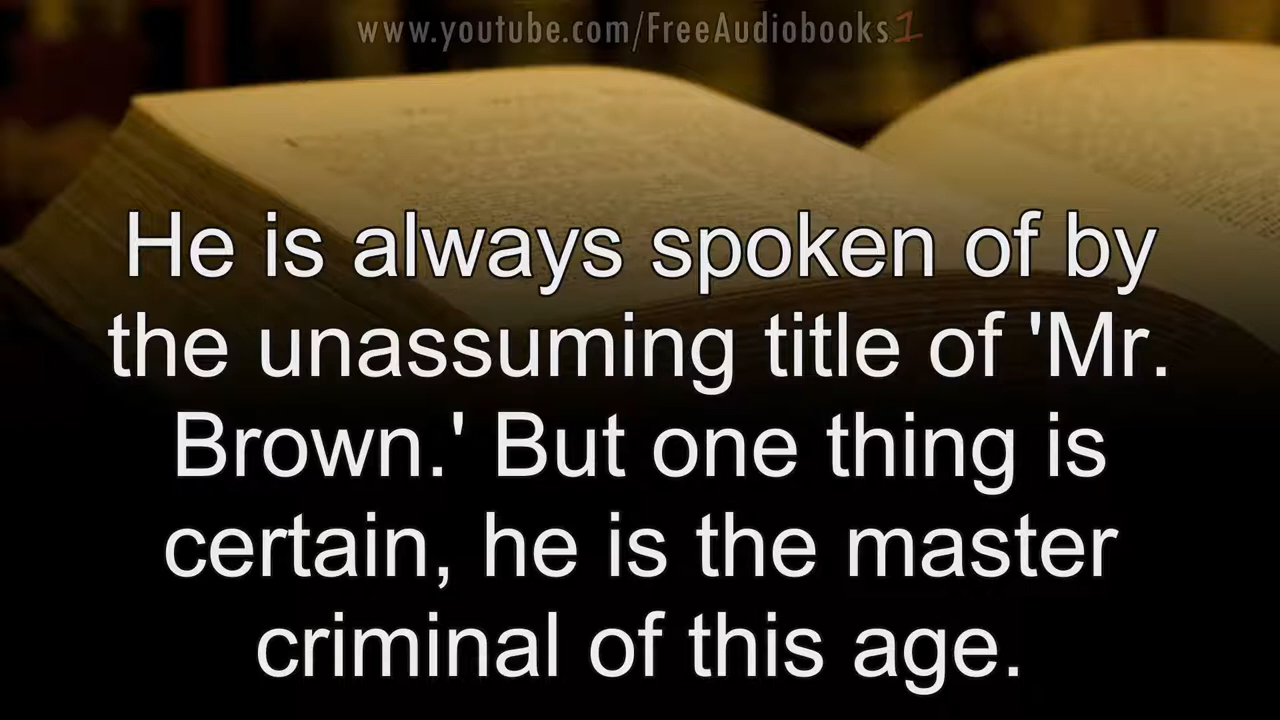 www.youtube.com/FreeAudiobooks1
He is always spoken of by
the unassuming title of 'Mr.
Brown.' But one thing is
certain, he is the master
criminal of this age.